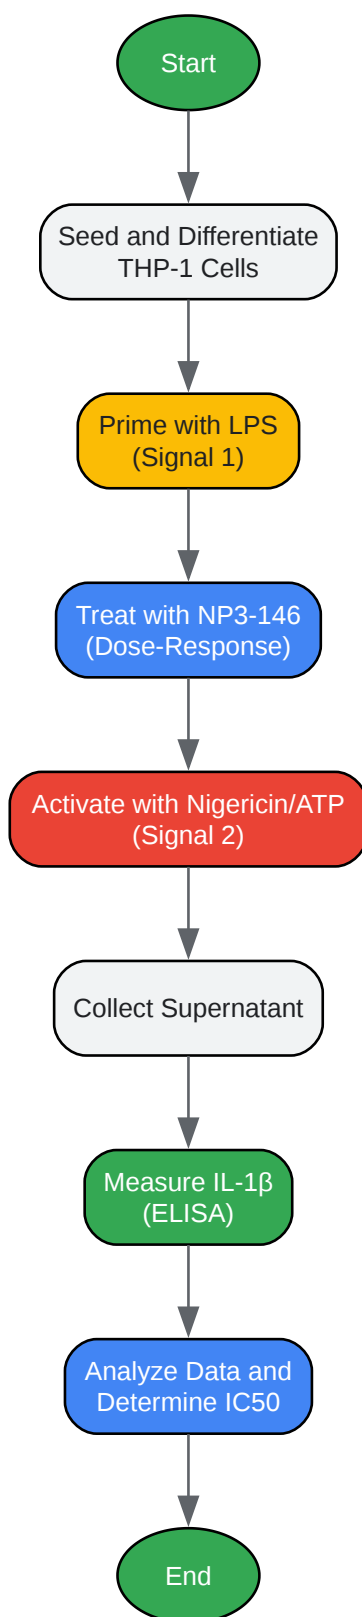 Start
Seed and Differentiate
THP-1 Cells
Prime with LPS
(Signal 1)
Treat with NP3-146
(Dose-Response)
Activate with Nigericin/ATP
(Signal 2)
Collect Supernatant
Measure IL-1β
(ELISA)
Analyze Data and
Determine IC50
End